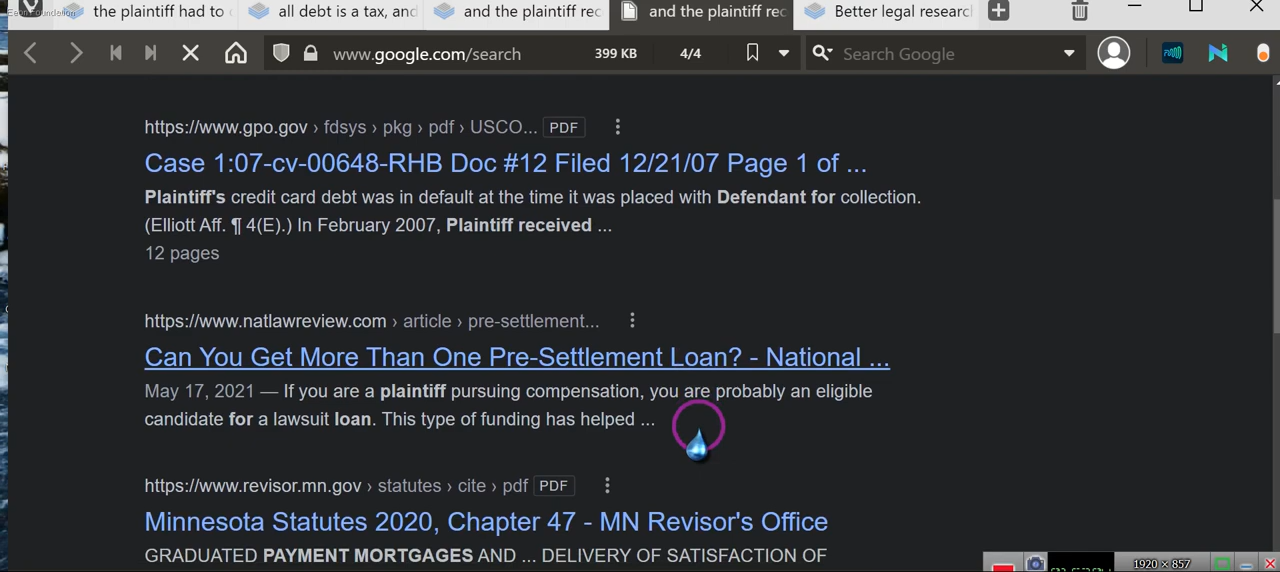 Eeon Foundation
the plaintiff had to
all debt is a tax, and
and the plaintiff rec
and the plaintiff rec
Better legal research
www.google.com/search
399 KB
4/4
Search Google
https://www.gpo.gov › fdsys › pkg › pdf › USCO... PDF
Case 1:07-cv-00648-RHB Doc #12 Filed 12/21/07 Page 1 of ...
Plaintiff's credit card debt was in default at the time it was placed with Defendant for collection.
(Elliott Aff. ¶ 4(E).) In February 2007, Plaintiff received ...
12 pages
https://www.natlawreview.com › article › pre-settlement...
Can You Get More Than One Pre-Settlement Loan? - National ...
May 17, 2021 — If you are a plaintiff pursuing compensation, you are probably an eligible
candidate for a lawsuit loan. This type of funding has helped ...
https://www.revisor.mn.gov › statutes › cite › pdf PDF
Minnesota Statutes 2020, Chapter 47 - MN Revisor's Office
GRADUATED PAYMENT MORTGAGES AND ... DELIVERY OF SATISFACTION OF
1920 × 857